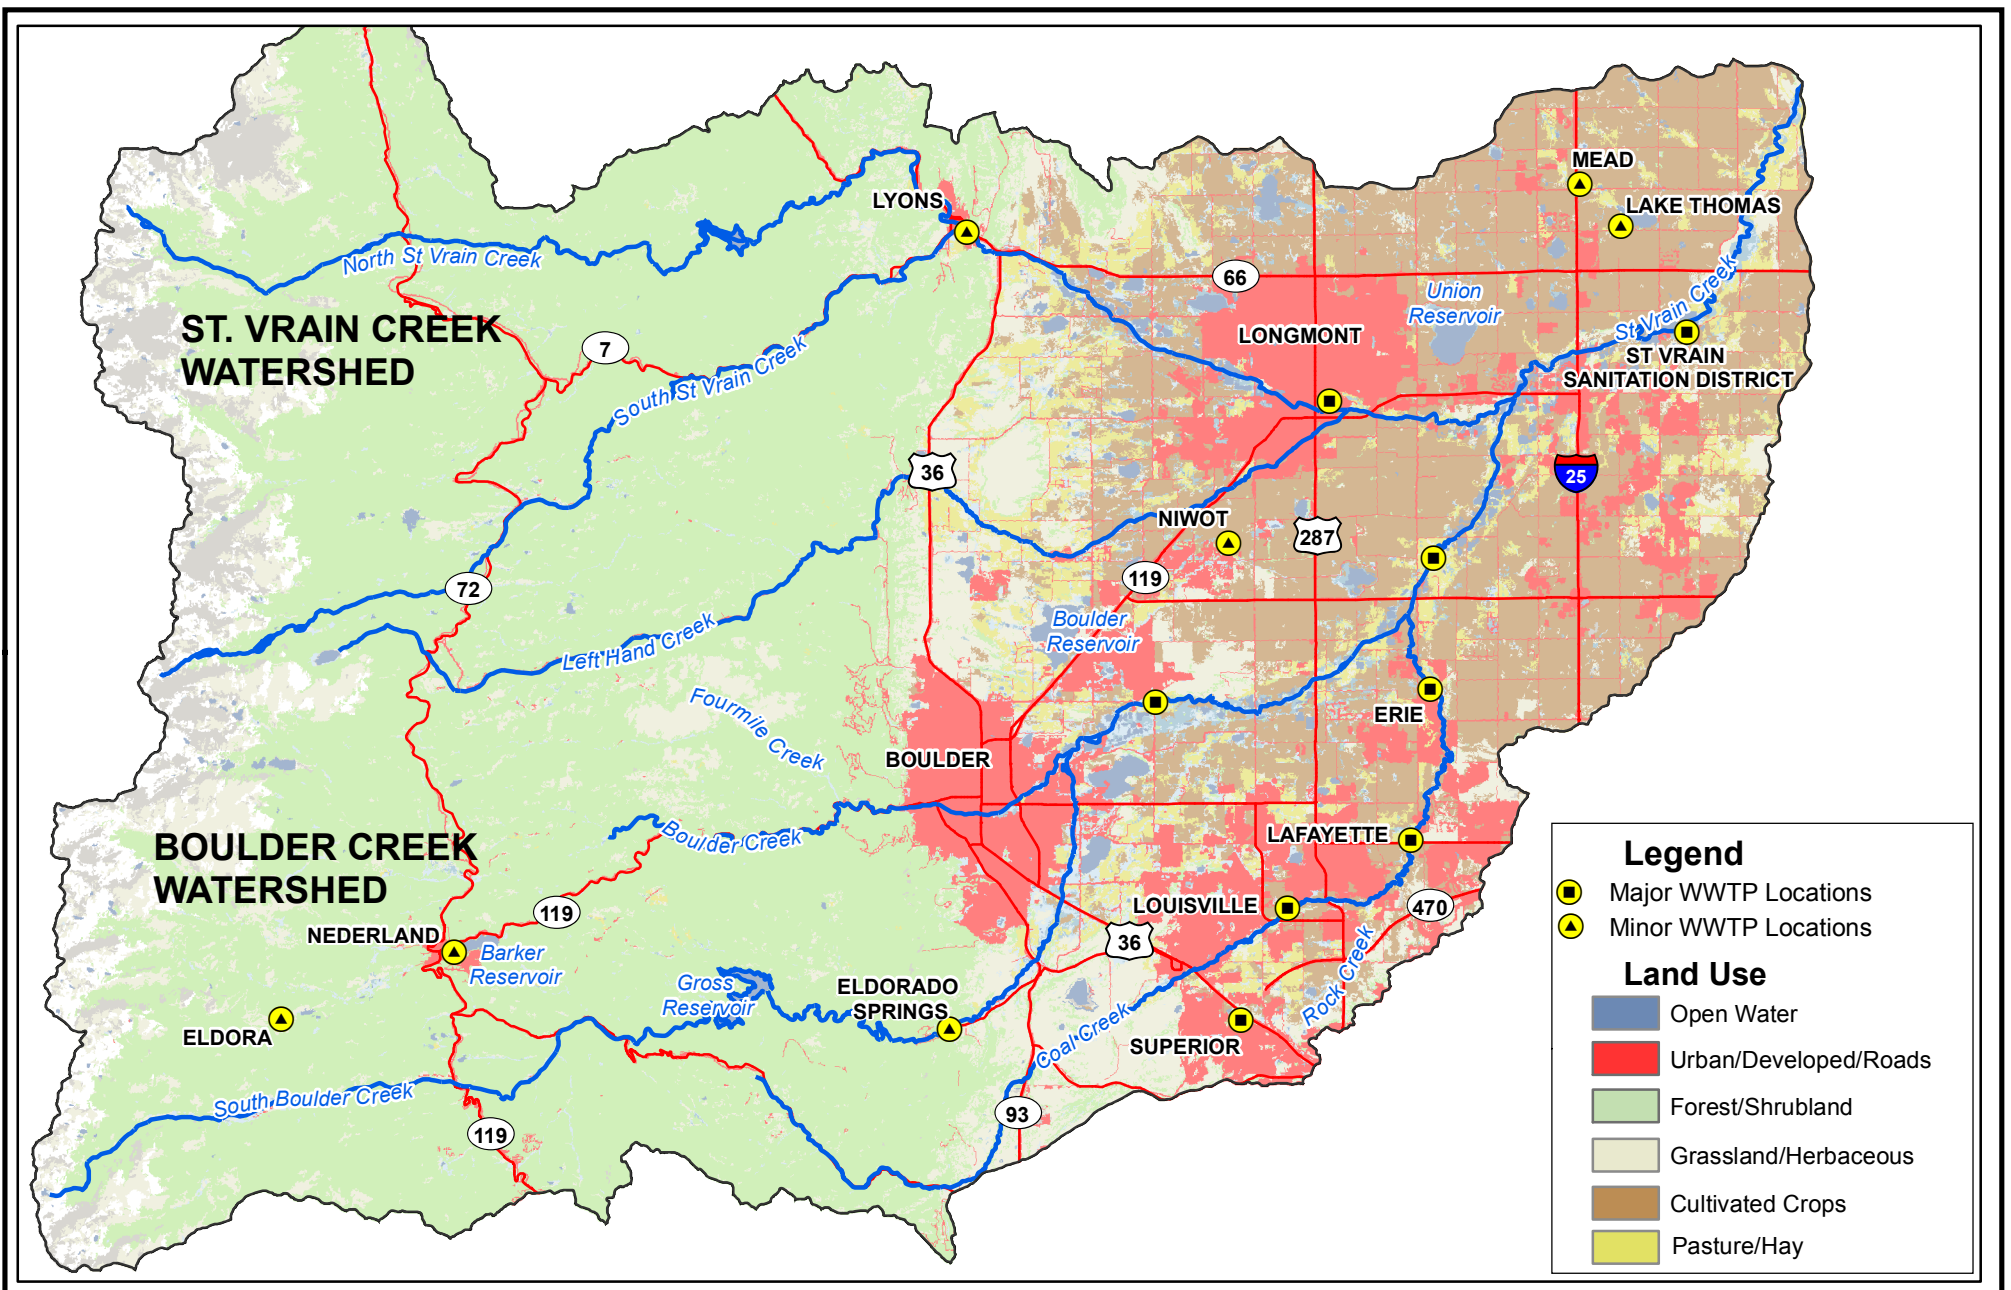 MEAD
LAKE THOMAS
LYONS
North St Vrain Creek
66
Union
Reservoir
St Vrain Creek
ST. VRAIN CREEK
WATERSHED
7
LONGMONT
ST VRAIN
SANITATION DISTRICT
South St Vrain Creek
36
25
NIWOT
287
119
72
Boulder
Reservoir
Left Hand Creek
Fourmile Creek
ERIE
BOULDER
BOULDER CREEK
WATERSHED
Boulder Creek
LAFAYETTE
119
LOUISVILLE
470
NEDERLAND
Barker
Reservoir
36
Gross
Reservoir
ELDORADO
SPRINGS
Rock Creek
ELDORA
Coal Creek
SUPERIOR
South Boulder Creek
93
119
Legend
Major WWTP Locations
Minor WWTP Locations
Land Use
Open Water
Urban/Developed/Roads
Forest/Shrubland
Grassland/Herbaceous
Cultivated Crops
Pasture/Hay